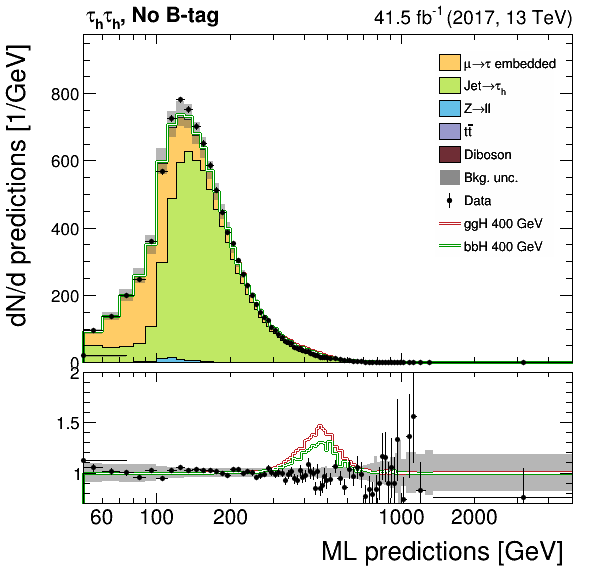 τhτh, No B-tag 41.5 fb⁻¹ (2017, 13 TeV)
dN/d predictions [1/GeV]
800
600
400
200
0
μ→τ embedded
Jet→τh
Z→ll
tt̄
Diboson
Bkg. unc.
Data
ggH 400 GeV
bbH 400 GeV
2
1.5
1
60 100 200 1000 2000
ML predictions [GeV]